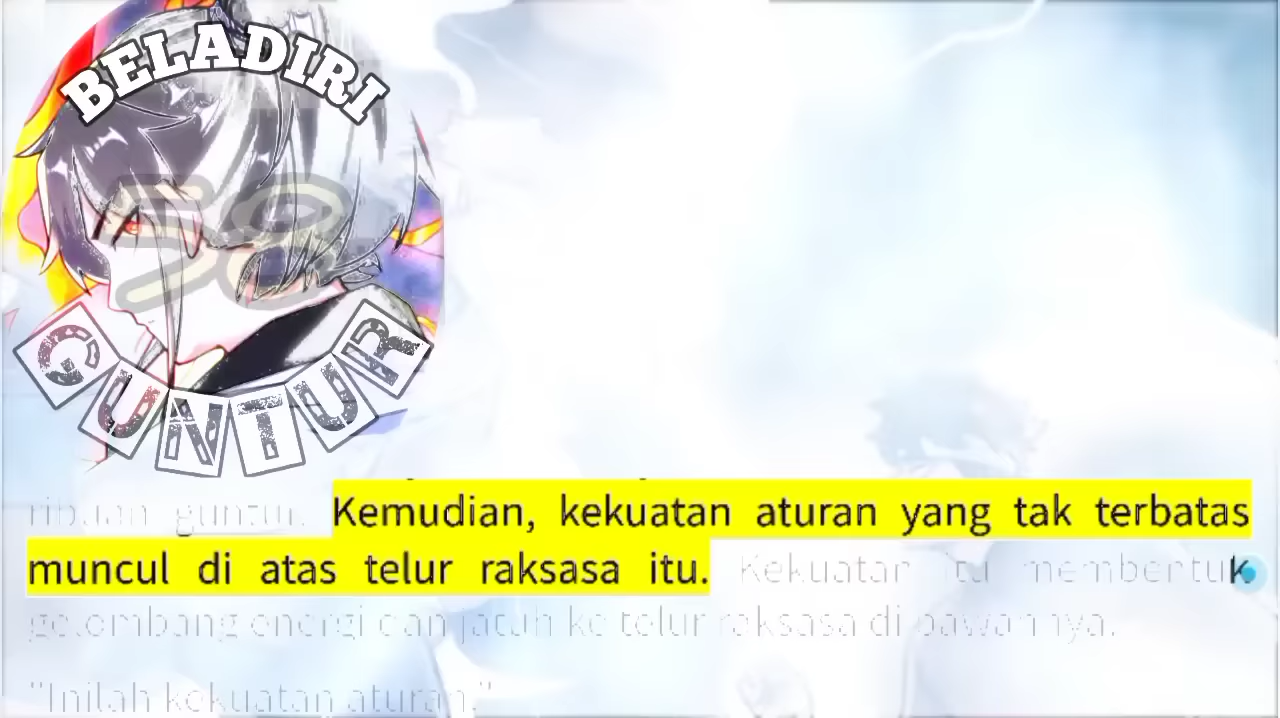 BELADIRI
GUNTUR
ribuan guntur. Kemudian, kekuatan aturan yang tak terbatas
muncul di atas telur raksasa itu. Kekuatan itu membentuk
gelombang energi dan jatuh ke telur raksasa di bawahnya.
"Inilah kekuatan aturan."